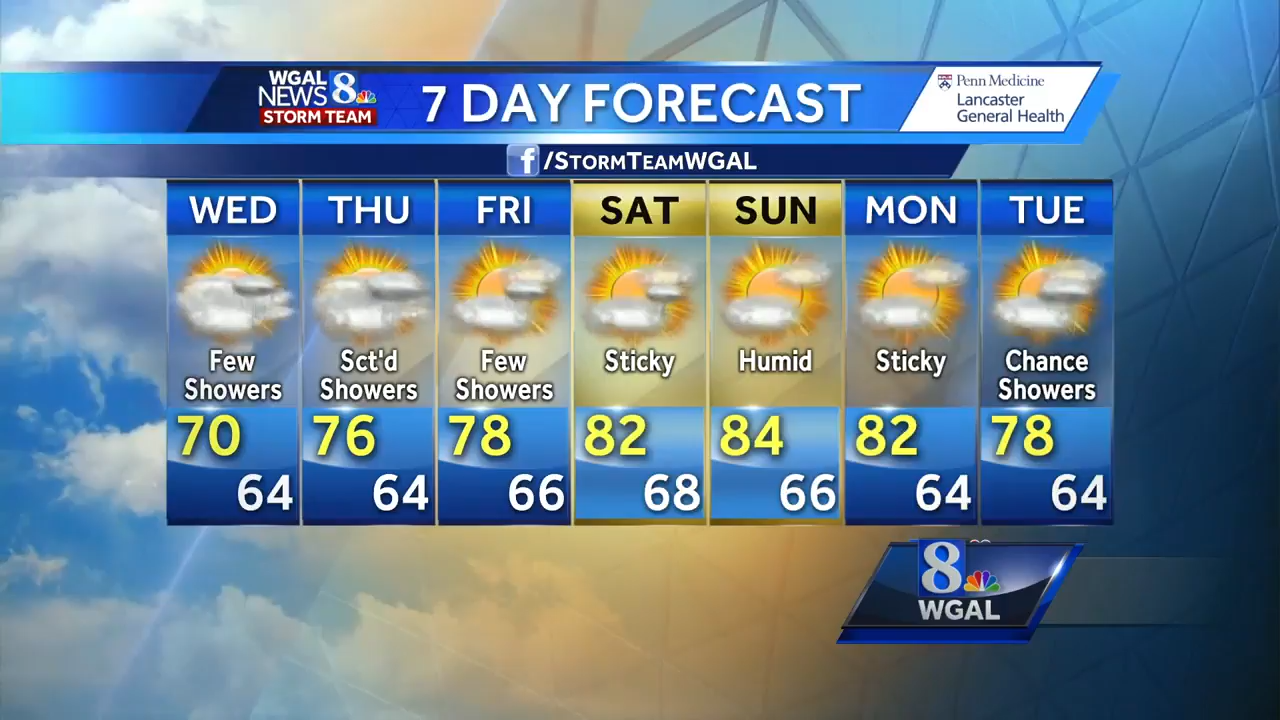 WGAL
NEWS 8
STORM TEAM
7 DAY FORECAST
Penn Medicine
Lancaster
General Health
f /STORMTEAMWGAL
WED THU FRI SAT SUN MON TUE
Few Showers
Sct'd Showers
Few Showers
Sticky
Humid
Sticky
Chance Showers
70 76 78 82 84 82 78
64 64 66 68 66 64 64
8
WGAL